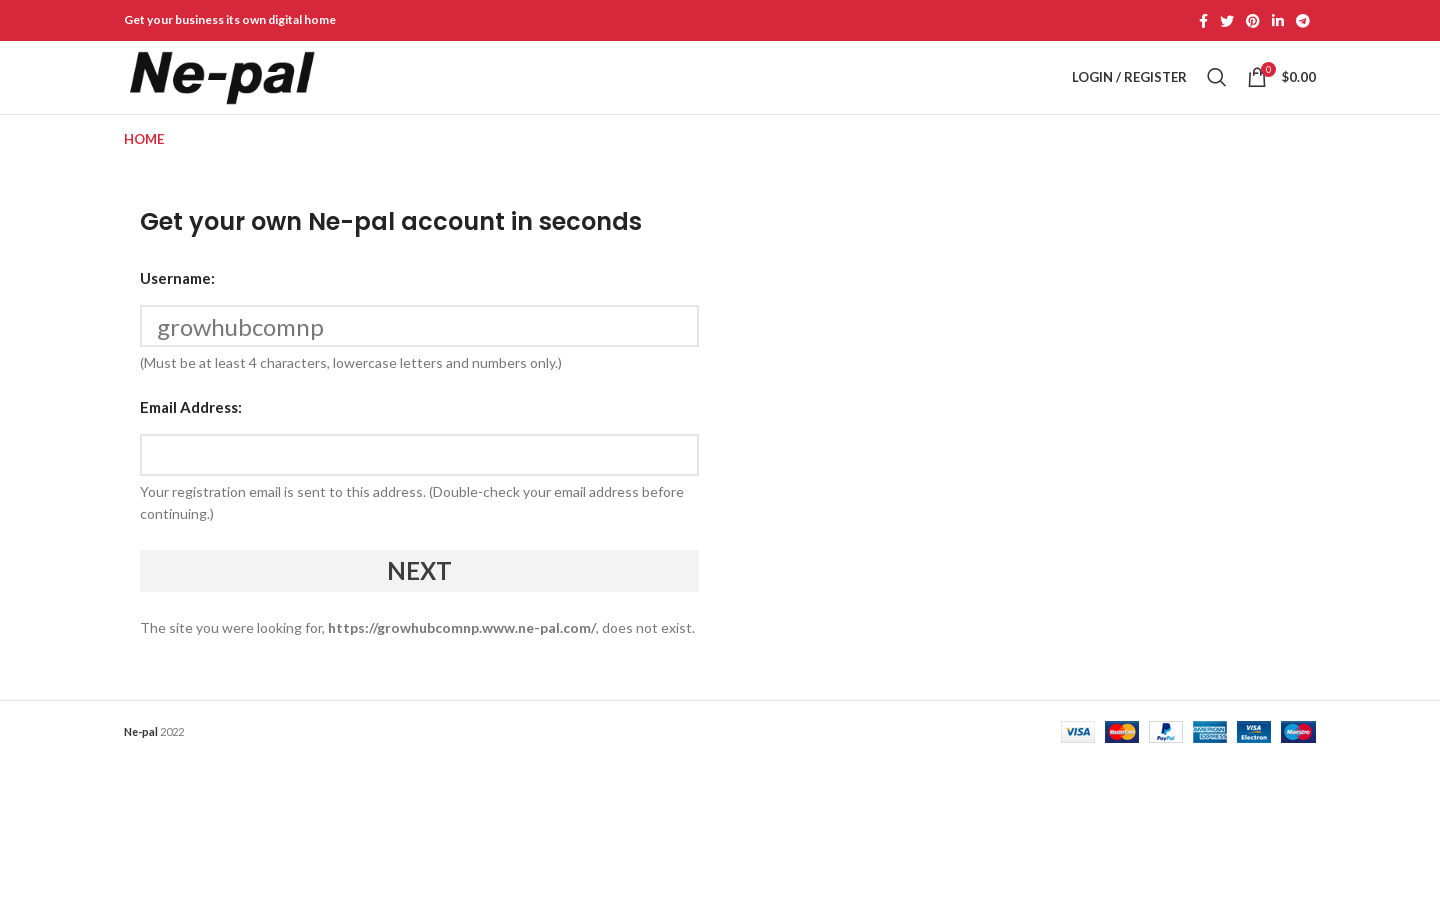 Get your business its own digital home
Ne-pal
LOGIN / REGISTER
0
$0.00
HOME
Get your own Ne-pal account in seconds
Username:
growhubcomnp
(Must be at least 4 characters, lowercase letters and numbers only.)
Email Address:
Your registration email is sent to this address. (Double-check your email address before
continuing.)
NEXT
The site you were looking for, https://growhubcomnp.www.ne-pal.com/, does not exist.
Ne-pal 2022
VISA
MasterCard
PayPal
AMERICAN EXPRESS
VISA Electron
Maestro